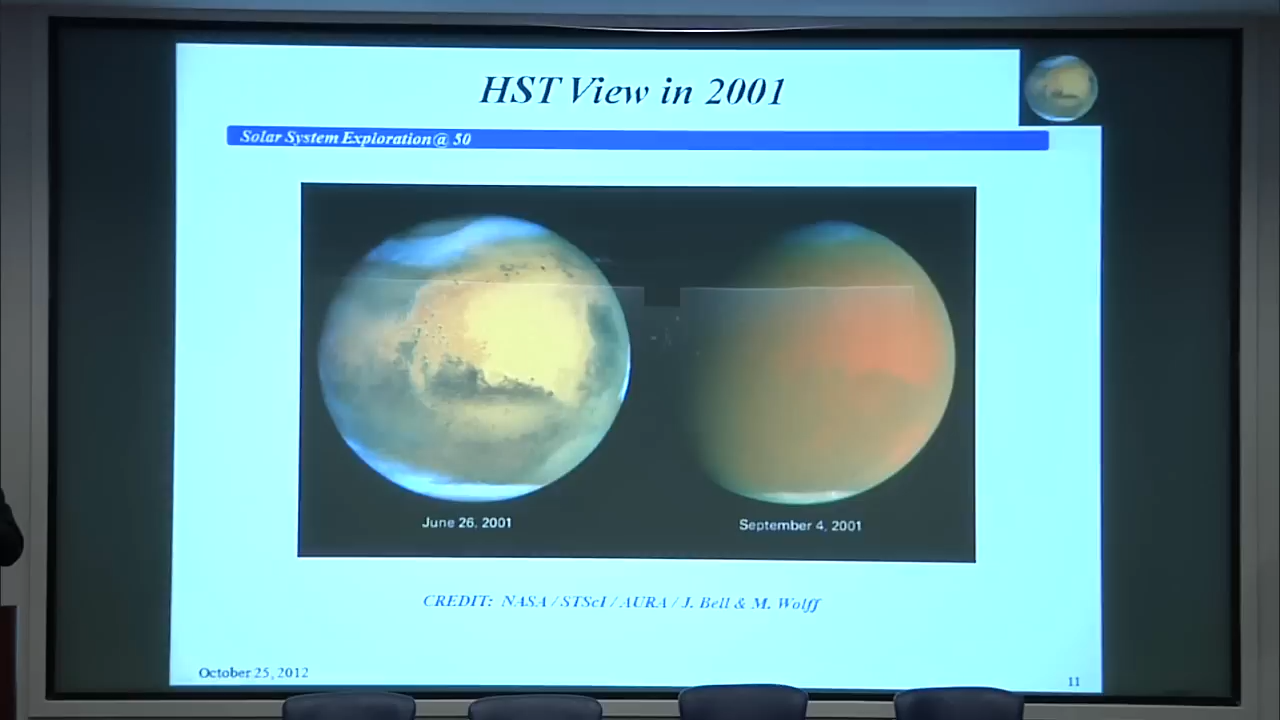 HST View in 2001
Solar System Exploration@ 50
June 26, 2001
September 4, 2001
CREDIT: NASA / STScI / AURA / J. Bell & M. Wolff
October 25, 2012
11